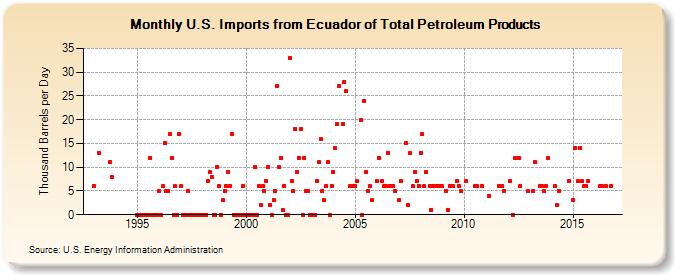 Monthly U.S. Imports from Ecuador of Total Petroleum Products
Thousand Barrels per Day
35
30
25
20
15
10
5
0
1995 2000 2005 2010 2015
Source: U.S. Energy Information Administration